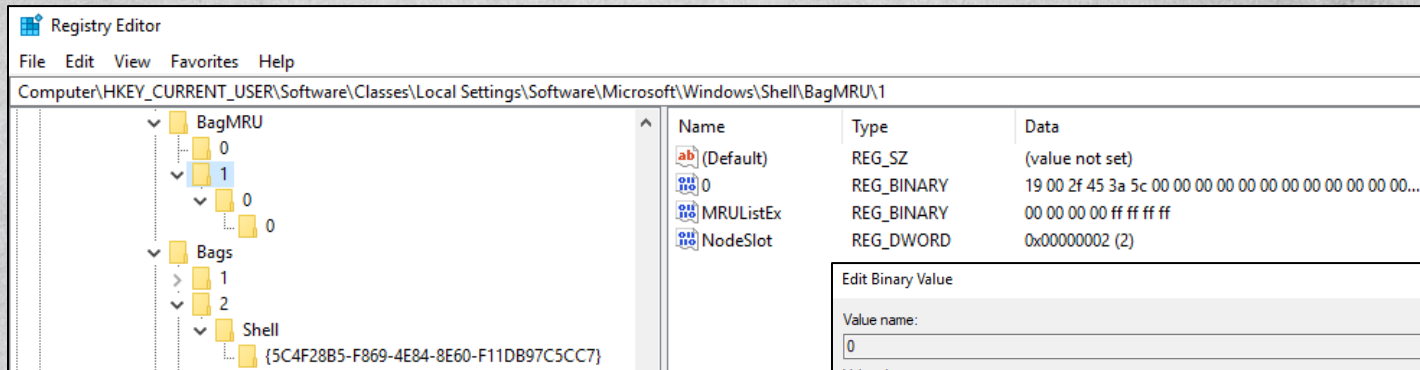 Registry Editor
File Edit View Favorites Help
Computer\HKEY_CURRENT_USER\Software\Classes\Local Settings\Software\Microsoft\Windows\Shell\BagMRU\1
BagMRU
0
1
0
0
Bags
1
2
Shell
{5C4F28B5-F869-4E84-8E60-F11DB97C5CC7}
Name Type Data
(Default) REG_SZ (value not set)
0 REG_BINARY 19 00 2f 45 3a 5c 00 00 00 00 00 00 00 00 00 00 00 00...
MRUListEx REG_BINARY 00 00 00 00 ff ff ff ff
NodeSlot REG_DWORD 0x00000002 (2)
Edit Binary Value
Value name:
0